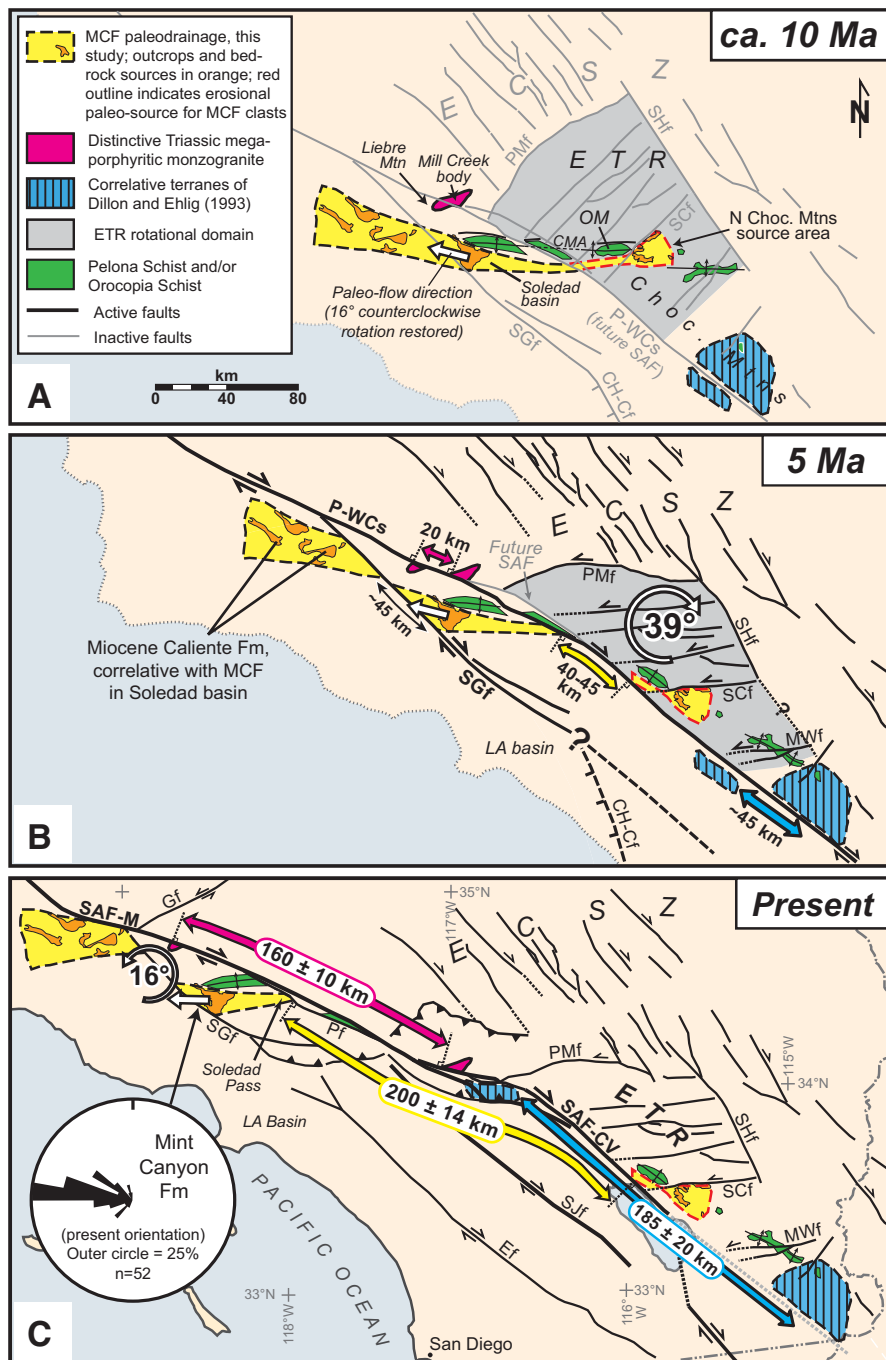 MCF paleodrainage, this
study; outcrops and bed-
rock sources in orange; red
outline indicates erosional
paleo-source for MCF clasts
Distinctive Triassic mega-
porphyritic monzogranite
Correlative terranes of
Dillon and Ehlig (1993)
ETR rotational domain
Pelona Schist and/or
Orocopia Schist
Active faults
Inactive faults
km
0 40 80
A
ca. 10 Ma
N
E C S Z
PMf
SHf
E T R
Liebre
Mtn
Mill Creek
body
OM
CMA
SCf
N Choc. Mtns
source area
Soledad
basin
Paleo-flow direction
(16° counterclockwise
rotation restored)
SGf
P-WCs
(future SAF)
CH-Cf
Choc. Mtns
5 Ma
B
E C S Z
P-WCs
20 km
Future
SAF
PMf
39°
SHf
~45 km
Miocene Caliente Fm,
correlative with MCF
in Soledad basin
40-45
km
SCf
SGf
?
?
MWf
LA basin
CH-Cf
~45 km
Present
C
SAF-M
Gf
35°N
117°W
E C S Z
160 ± 10 km
16°
SGf
Pf
Soledad
Pass
PMf
115°W
34°N
LA Basin
200 ± 14 km
SAF-CV
E T R
SHf
SCf
Mint
Canyon
Fm
(present orientation)
Outer circle = 25%
n=52
PACIFIC OCEAN
SJf
185 ± 20 km
MWf
Ef
33°N
118°W
33°N
116°
W
San Diego